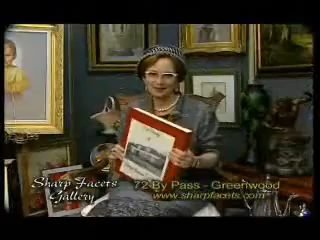 Sharp Facets
Gallery
72 By Pass - Greenwood
www.sharpfacets.com